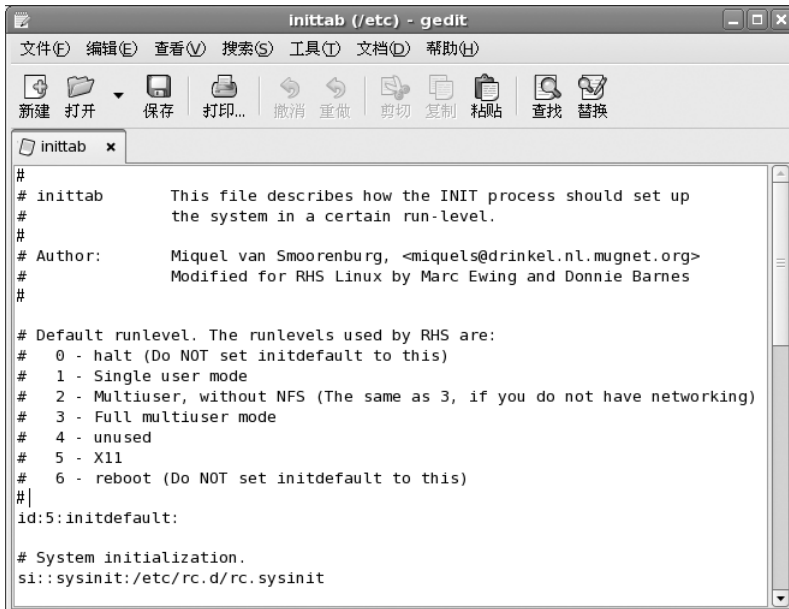 inittab (/etc) - gedit
文件(F) 编辑(E) 查看(V) 搜索(S) 工具(T) 文档(D) 帮助(H)
新建 打开 保存 打印... 撤消 重做 剪切 复制 粘贴 查找 替换
inittab
#
# inittab       This file describes how the INIT process should set up
#               the system in a certain run-level.
#
# Author:       Miquel van Smoorenburg, <miquels@drinkel.nl.mugnet.org>
#               Modified for RHS Linux by Marc Ewing and Donnie Barnes
#
# Default runlevel. The runlevels used by RHS are:
#   0 - halt (Do NOT set initdefault to this)
#   1 - Single user mode
#   2 - Multiuser, without NFS (The same as 3, if you do not have networking)
#   3 - Full multiuser mode
#   4 - unused
#   5 - X11
#   6 - reboot (Do NOT set initdefault to this)
#
id:5:initdefault:
# System initialization.
si::sysinit:/etc/rc.d/rc.sysinit